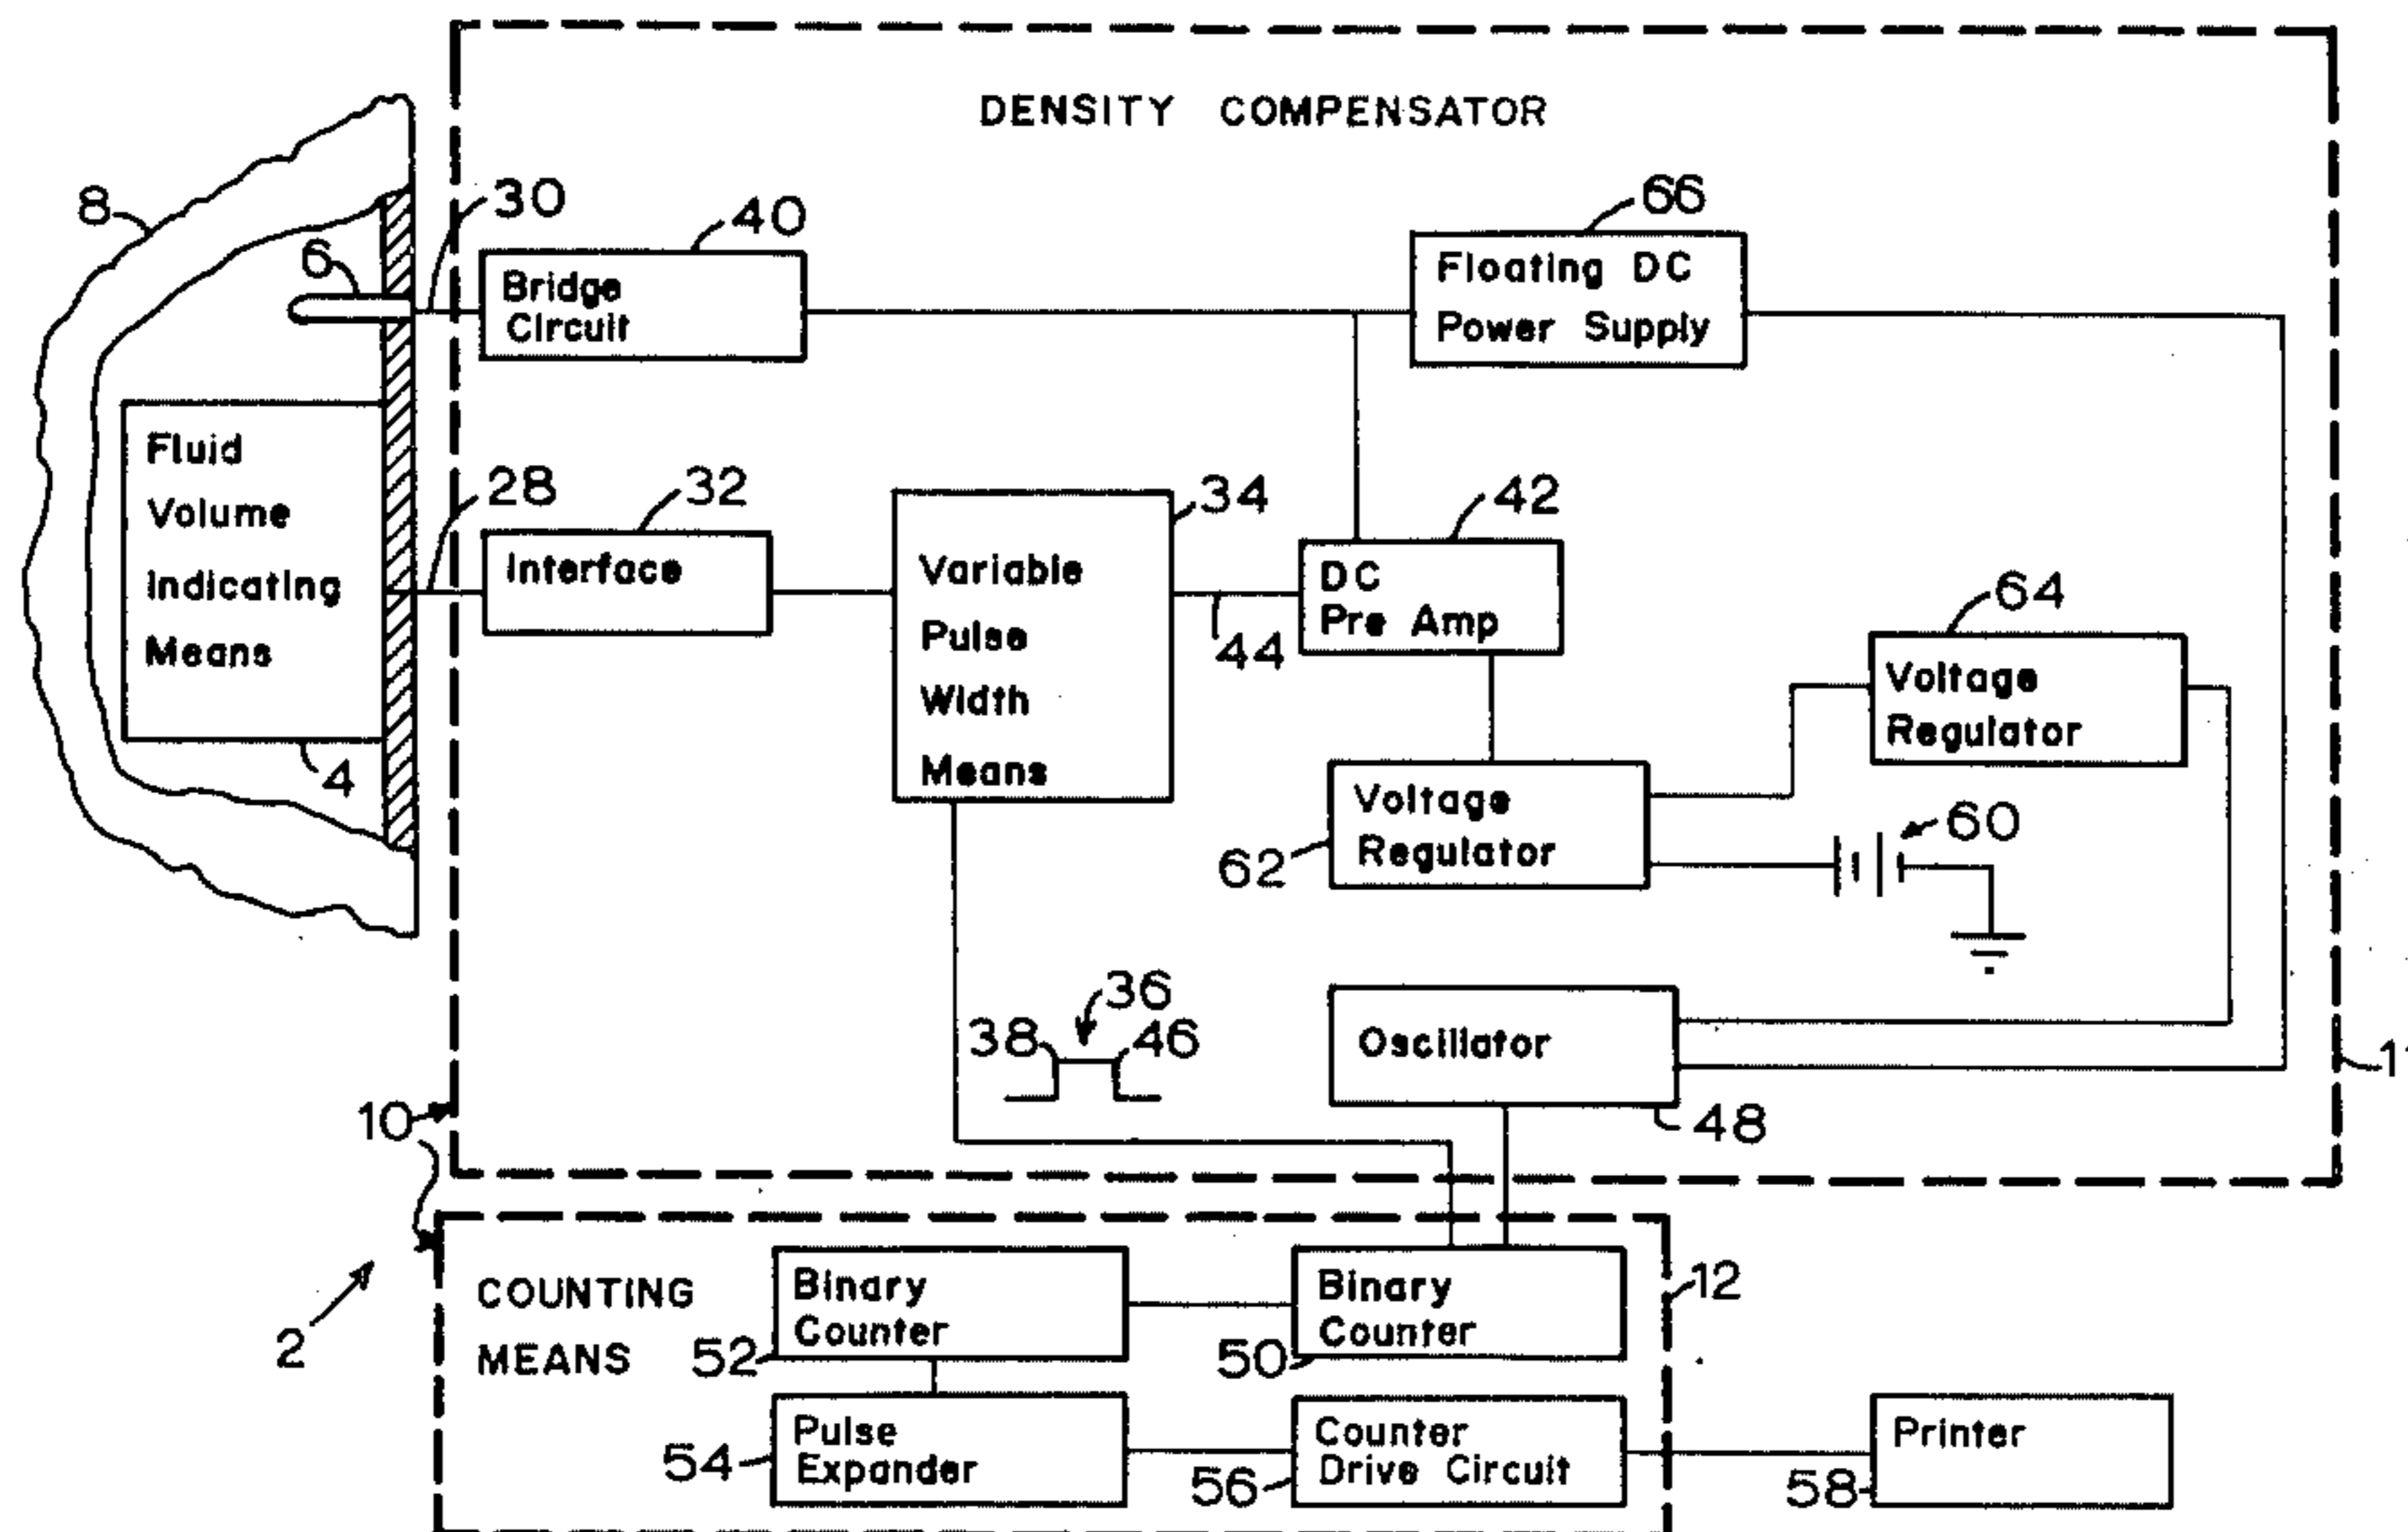 DENSITY COMPENSATOR
8
6
30
40
Bridge
Circuit
66
Floating DC
Power Supply
Fluid
Volume
Indicating
Means
4
28
32
Interface
34
Variable
Pulse
Width
Means
44
42
DC
Pre Amp
64
Voltage
Regulator
62
Voltage
Regulator
60
36
38
46
Oscillator
48
10
2
COUNTING
MEANS
52
Binary
Counter
50
Binary
Counter
12
54
Pulse
Expander
56
Counter
Drive Circuit
58
Printer